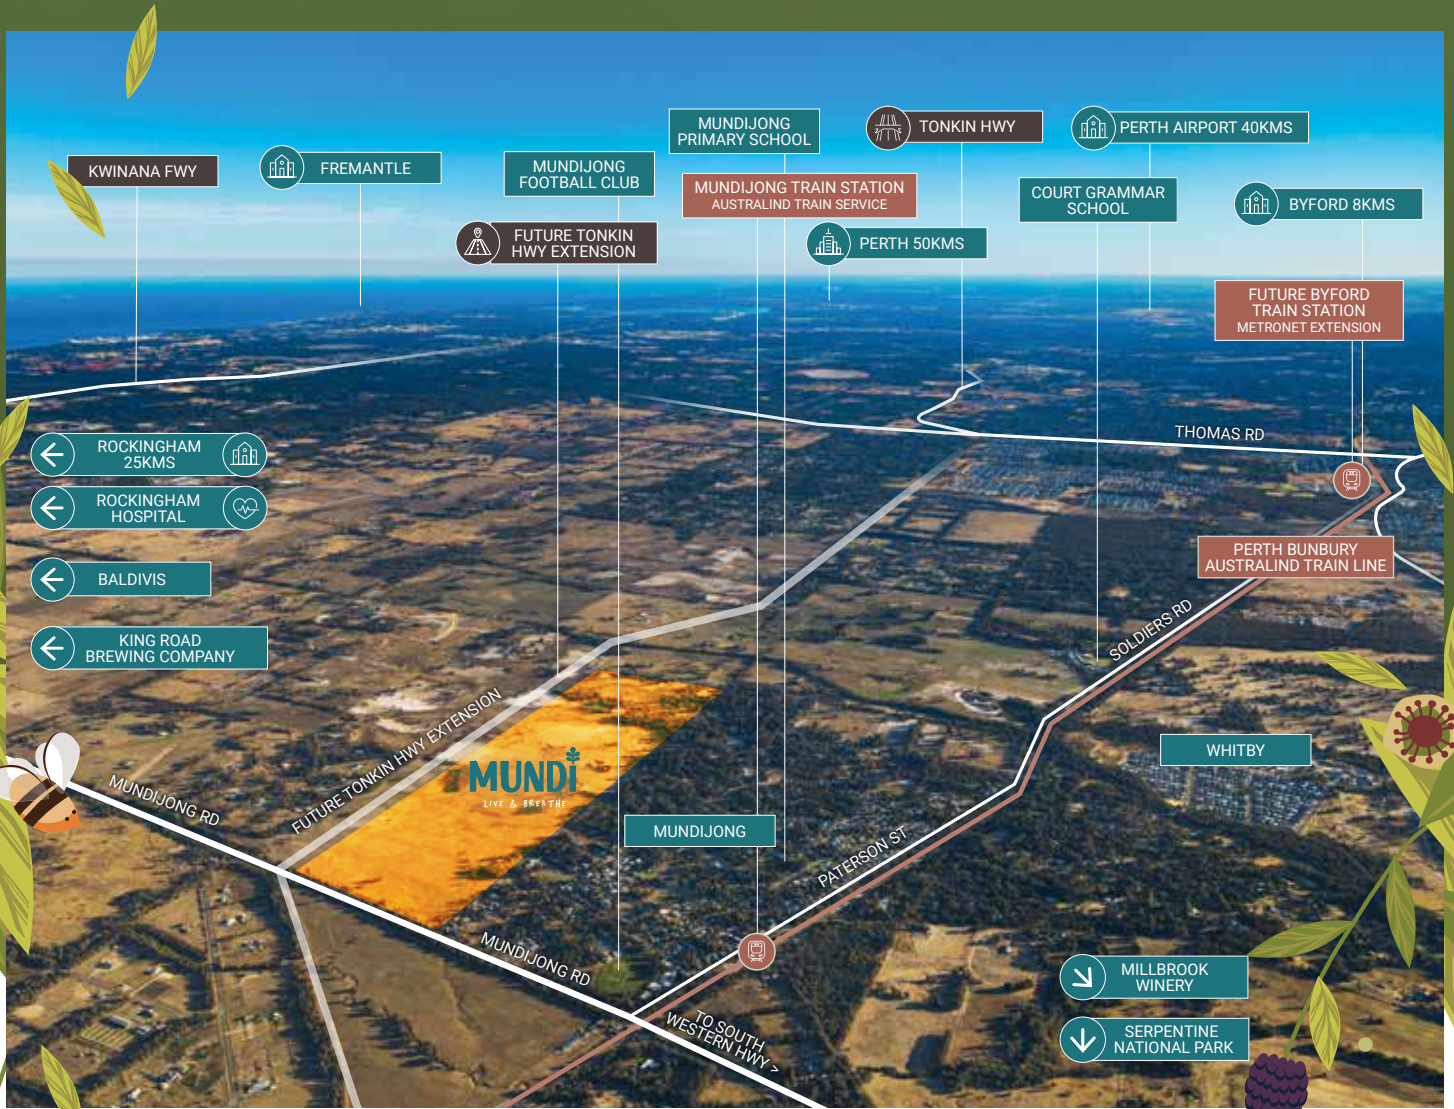 MUNDIJONG
PRIMARY SCHOOL
TONKIN HWY
PERTH AIRPORT 40KMS
KWINANA FWY
FREMANTLE
MUNDIJONG
FOOTBALL CLUB
MUNDIJONG TRAIN STATION
AUSTRALIND TRAIN SERVICE
COURT GRAMMAR
SCHOOL
BYFORD 8KMS
FUTURE TONKIN
HWY EXTENSION
PERTH 50KMS
FUTURE BYFORD
TRAIN STATION
METRONET EXTENSION
THOMAS RD
ROCKINGHAM
25KMS
ROCKINGHAM
HOSPITAL
PERTH BUNBURY
AUSTRALIND TRAIN LINE
BALDIVIS
KING ROAD
BREWING COMPANY
SOLDIERS RD
FUTURE TONKIN HWY EXTENSION
MUNDIJONG RD
MUNDI
LIVE & BREATHE
WHITBY
MUNDIJONG
PATERSON ST
MUNDIJONG RD
MILLBROOK
WINERY
TO SOUTH
WESTERN HWY >
SERPENTINE
NATIONAL PARK